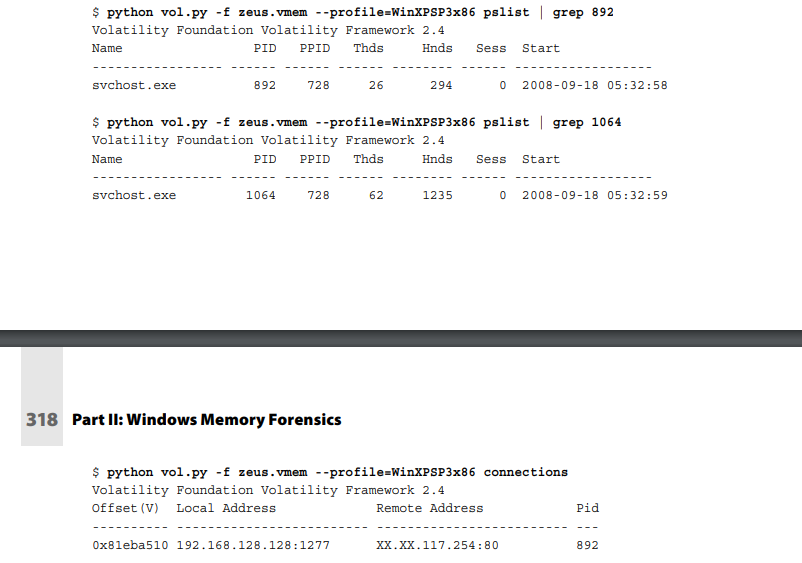 $ python vol.py -f zeus.vmem --profile=WinXPSP3x86 pslist | grep 892
Volatility Foundation Volatility Framework 2.4
Name PID PPID Thds Hnds Sess Start
----------------- ------ ------ ------ -------- ------ ------------------
svchost.exe 892 728 26 294 0 2008-09-18 05:32:58
$ python vol.py -f zeus.vmem --profile=WinXPSP3x86 pslist | grep 1064
Volatility Foundation Volatility Framework 2.4
Name PID PPID Thds Hnds Sess Start
----------------- ------ ------ ------ -------- ------ ------------------
svchost.exe 1064 728 62 1235 0 2008-09-18 05:32:59
318 Part II: Windows Memory Forensics
$ python vol.py -f zeus.vmem --profile=WinXPSP3x86 connections
Volatility Foundation Volatility Framework 2.4
Offset(V) Local Address Remote Address Pid
---------- ------------------------- ------------------------- ---
0x81eba510 192.168.128.128:1277 XX.XX.117.254:80 892